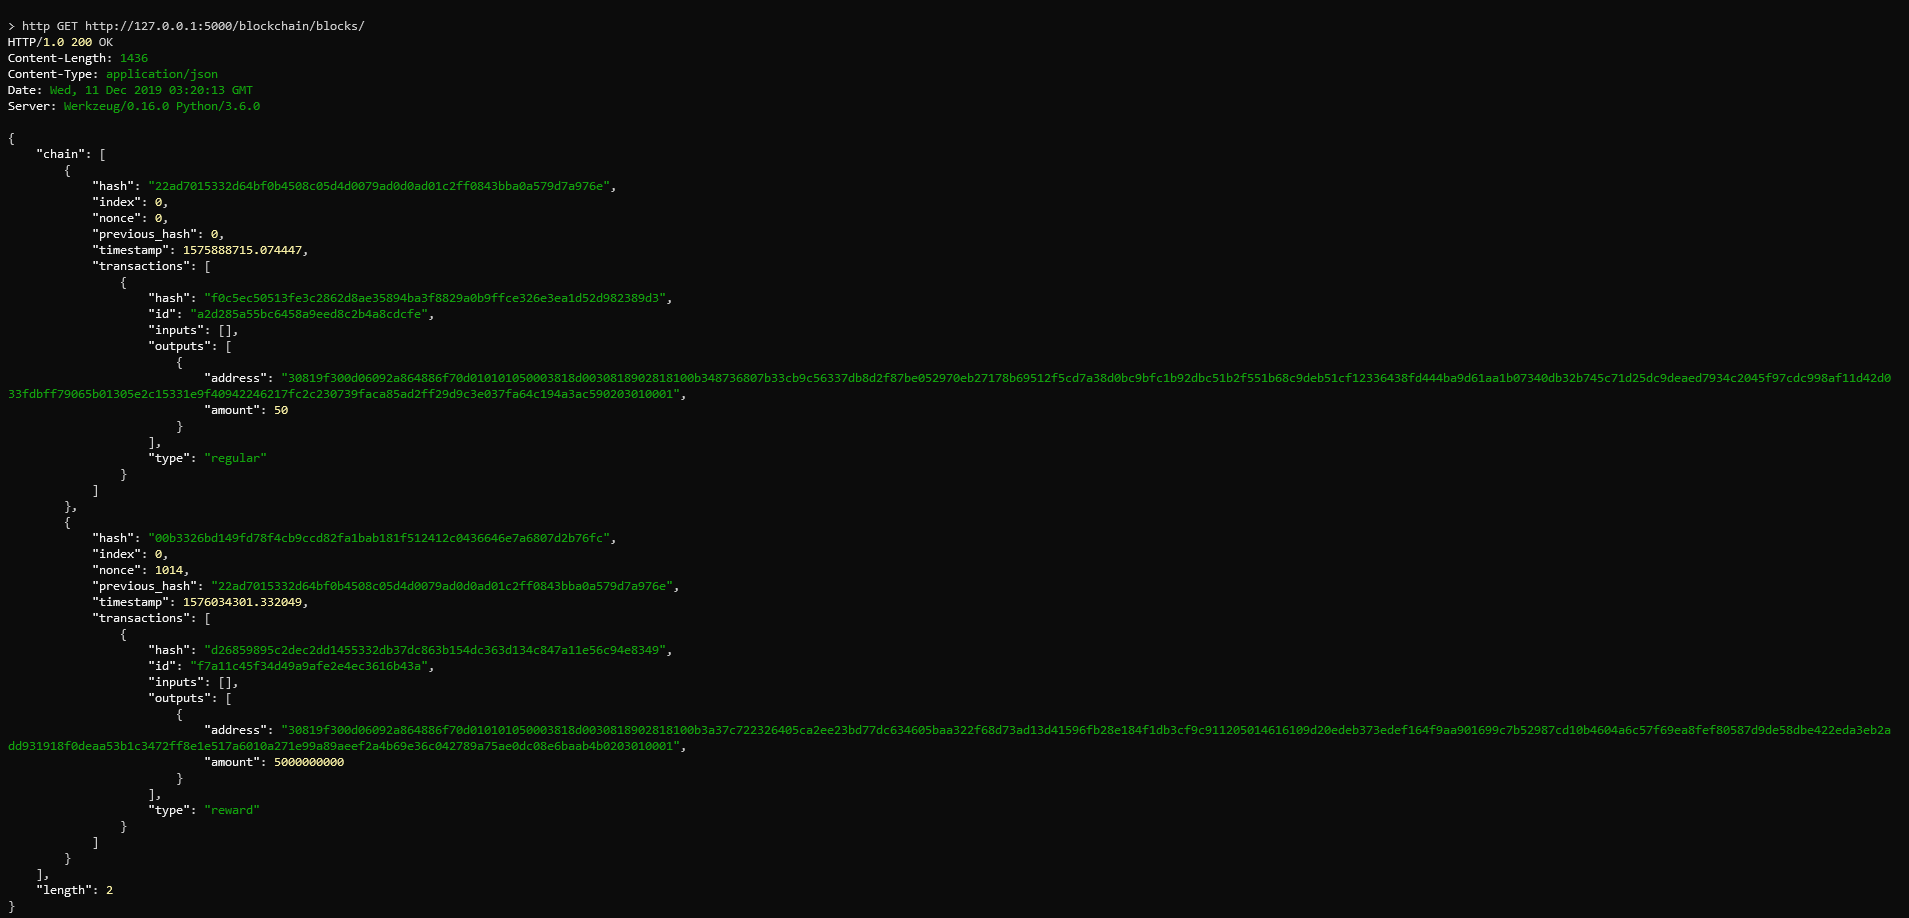 > http GET http://127.0.0.1:5000/blockchain/blocks/
HTTP/1.0 200 OK
Content-Length: 1436
Content-Type: application/json
Date: Wed, 11 Dec 2019 03:20:13 GMT
Server: Werkzeug/0.16.0 Python/3.6.0
{
"chain": [
{
"hash": "22ad7015332d64bf0b4508c05d4d0079ad0d0ad01c2ff0843bba0a579d7a976e",
"index": 0,
"nonce": 0,
"previous_hash": 0,
"timestamp": 1575888715.074447,
"transactions": [
{
"hash": "f0c5ec50513fe3c2862d8ae35894ba3f8829a0b9ffce326e3ea1d52d982389d3",
"id": "a2d285a55bc6458a9eed8c2b4a8cdcfe",
"inputs": [],
"outputs": [
{
"address": "30819f300d06092a864886f70d010101050003818d0030818902818100b348736807b33cb9c56337db8d2f87be052970eb27178b69512f5cd7a38d0bc9bfc1b92dbc51b2f551b68c9deb51cf12336438fd444ba9d61aa1b07340db32b745c71d25dc9deaed7934c2045f97cdc998af11d42d0
33fdbff79065b01305e2c15331e9f40942246217fc2c230739faca85ad2ff29d9c3e037fa64c194a3ac590203010001",
"amount": 50
}
],
"type": "regular"
}
]
},
{
"hash": "00b3326bd149fd78f4cb9ccd82fa1bab181f512412c0436646e7a6807d2b76fc",
"index": 0,
"nonce": 1014,
"previous_hash": "22ad7015332d64bf0b4508c05d4d0079ad0d0ad01c2ff0843bba0a579d7a976e",
"timestamp": 1576034301.332049,
"transactions": [
{
"hash": "d26859895c2dec2dd1455332db37dc863b154dc363d134c847a11e56c94e8349",
"id": "f7a11c45f34d49a9afe2e4ec3616b43a",
"inputs": [],
"outputs": [
{
"address": "30819f300d06092a864886f70d010101050003818d0030818902818100b3a37c722326405ca2ee23bd77dc634605baa322f68d73ad13d41596fb28e184f1db3cf9c911205014616109d20edeb373edef164f9aa901699c7b52987cd10b4604a6c57f69ea8fef80587d9de58dbe422eda3eb2a
dd931918f0deaa53b1c3472ff8e1e517a6010a271e99a89aeef2a4b69e36c042789a75ae0dc08e6baab4b0203010001",
"amount": 5000000000
}
],
"type": "reward"
}
]
}
],
"length": 2
}